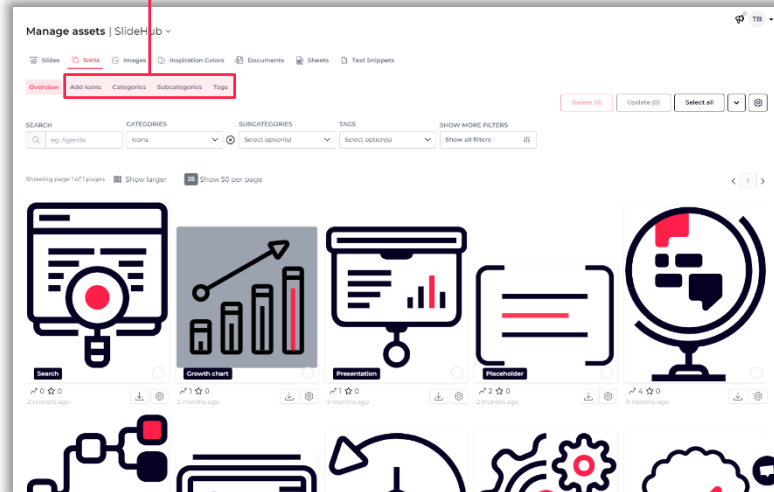 TB
Manage assets | SlideHub
Slides Icons Images Inspiration Colors Documents Sheets Text Snippets
Overview Add icons Categories Subcategories Tags
Delete (0) Update (0) Select all
SEARCH CATEGORIES SUBCATEGORIES TAGS SHOW MORE FILTERS
eg. Agenda Icons Select option(s) Select option(s) Show all filters
Showing page 1 of 1 pages Show larger 25 Show 50 per page 1
Search Growth chart Presentation Placeholder
0 0 1 0 1 0 2 0 4 0
2 months ago 2 months ago 2 months ago 2 months ago 9 months ago